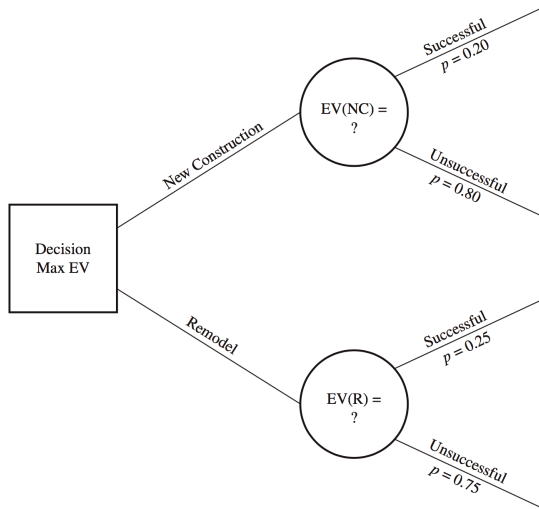 Successful
p = 0.20
EV(NC) =
?
New Construction
Unsuccessful
p = 0.80
Decision
Max EV
Remodel
Successful
p = 0.25
EV(R) =
?
Unsuccessful
p = 0.75